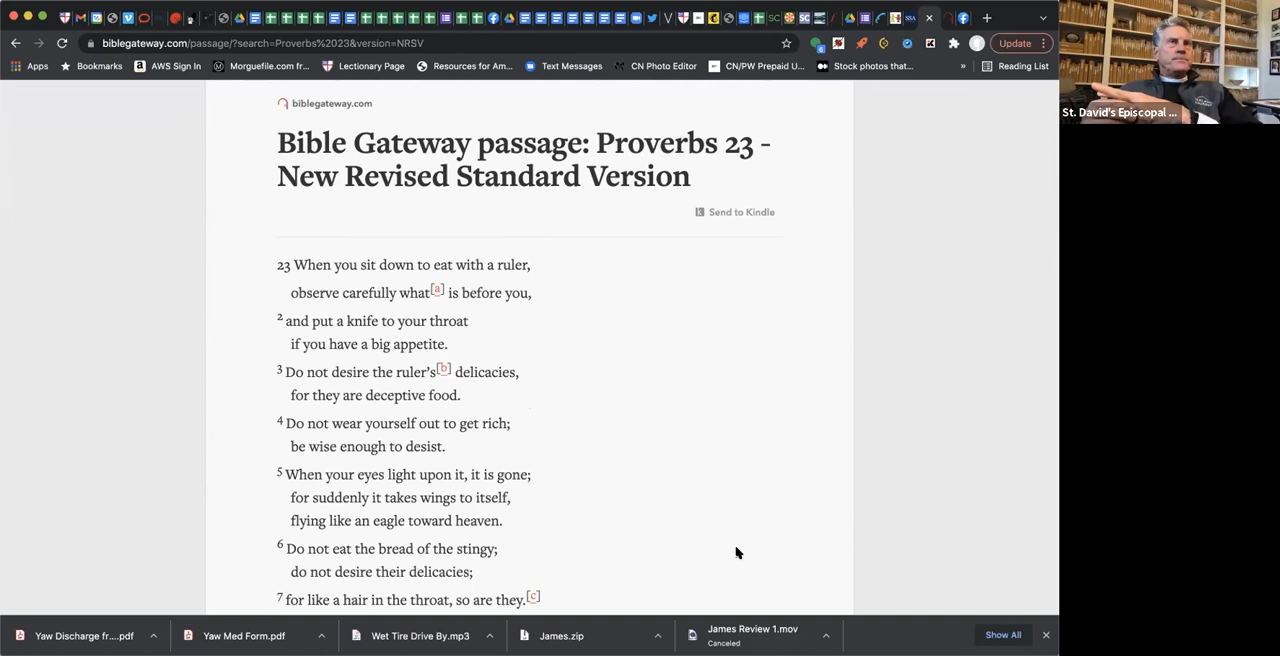 biblegateway.com/passage/?search=Proverbs%2023&version=NRSV
Update
Apps Bookmarks AWS Sign In Morguefile.com fr... Lectionary Page Resources for Am... Text Messages CN Photo Editor CN/PW Prepaid U... Stock photos that... » Reading List
St. David's Episcopal ...
biblegateway.com
Bible Gateway passage: Proverbs 23 -
New Revised Standard Version
Send to Kindle
23 When you sit down to eat with a ruler,
observe carefully what[a] is before you,
2 and put a knife to your throat
if you have a big appetite.
3 Do not desire the ruler’s[b] delicacies,
for they are deceptive food.
4 Do not wear yourself out to get rich;
be wise enough to desist.
5 When your eyes light upon it, it is gone;
for suddenly it takes wings to itself,
flying like an eagle toward heaven.
6 Do not eat the bread of the stingy;
do not desire their delicacies;
7 for like a hair in the throat, so are they.[c]
Yaw Discharge fr....pdf Yaw Med Form.pdf Wet Tire Drive By.mp3 James.zip James Review 1.mov Show All
Canceled